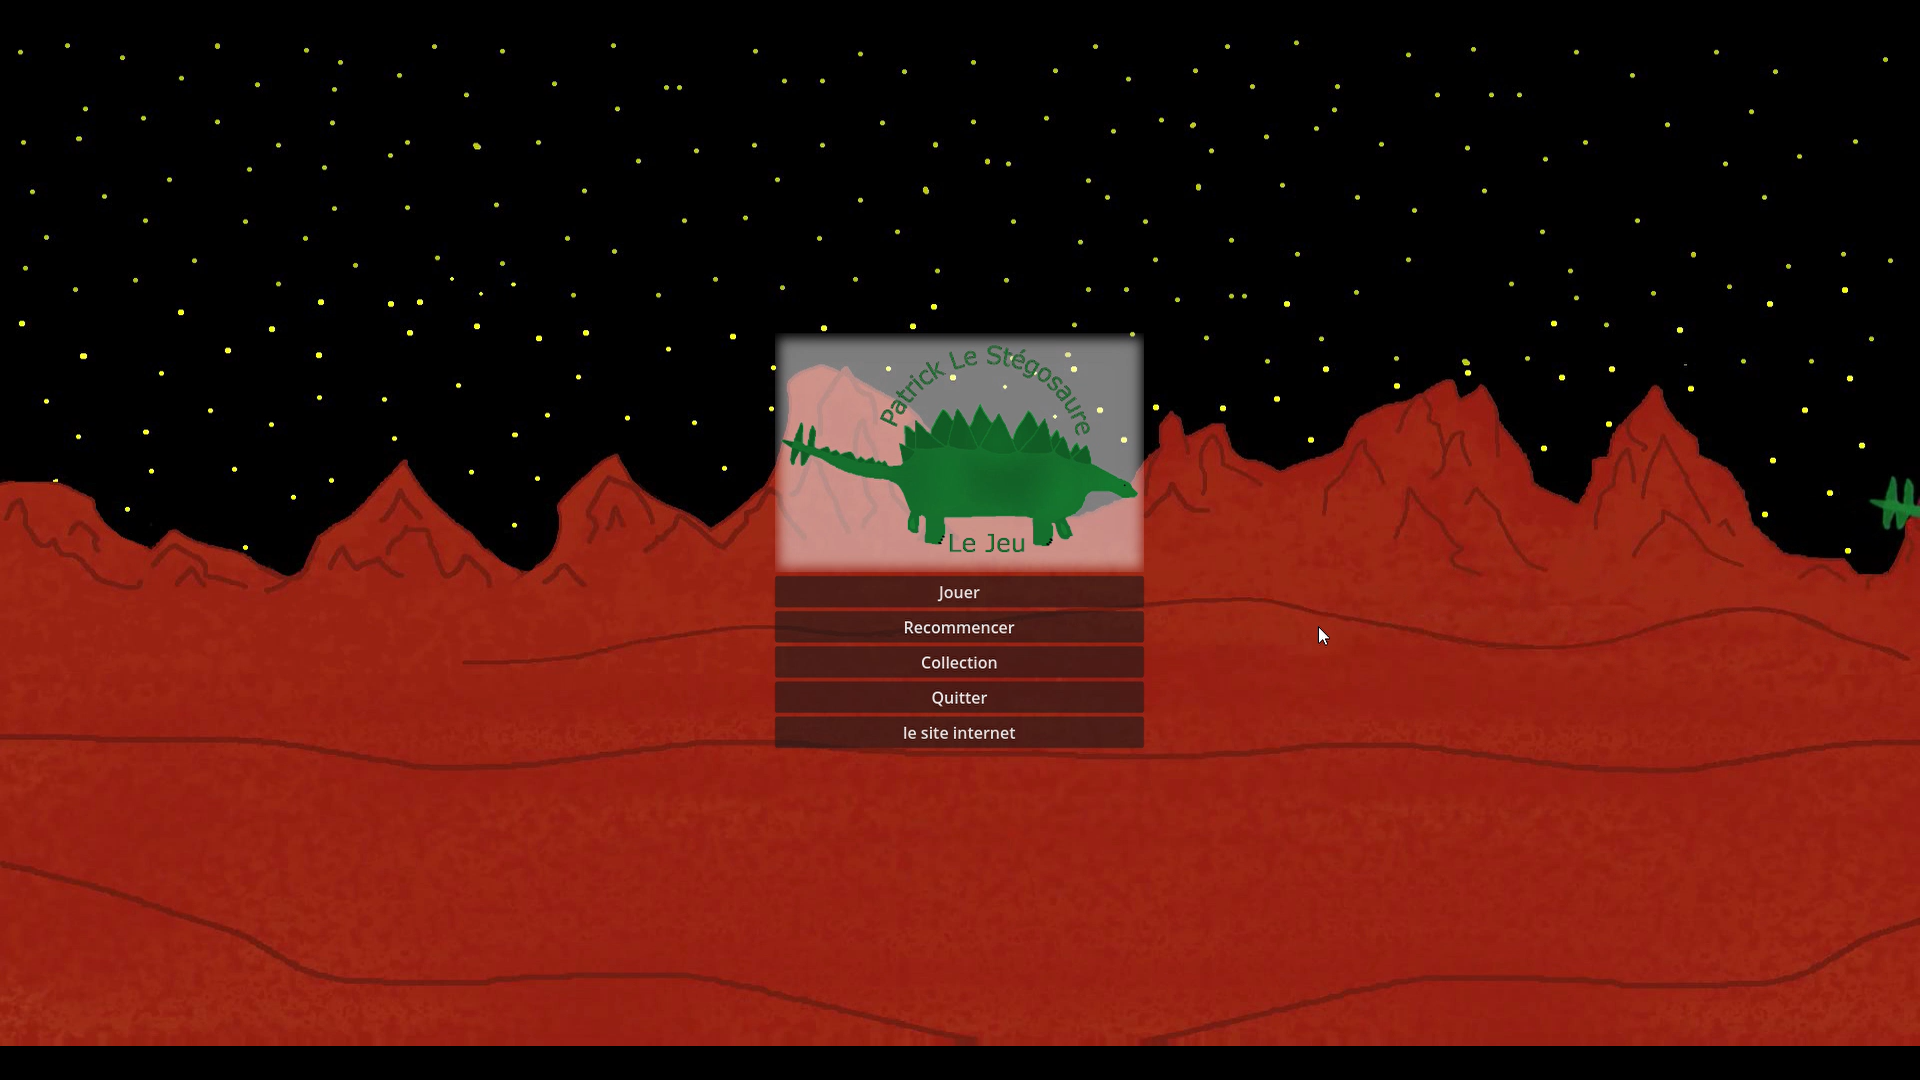 Patrick Le Stégosaure
Le Jeu
Jouer
Recommencer
Collection
Quitter
le site internet